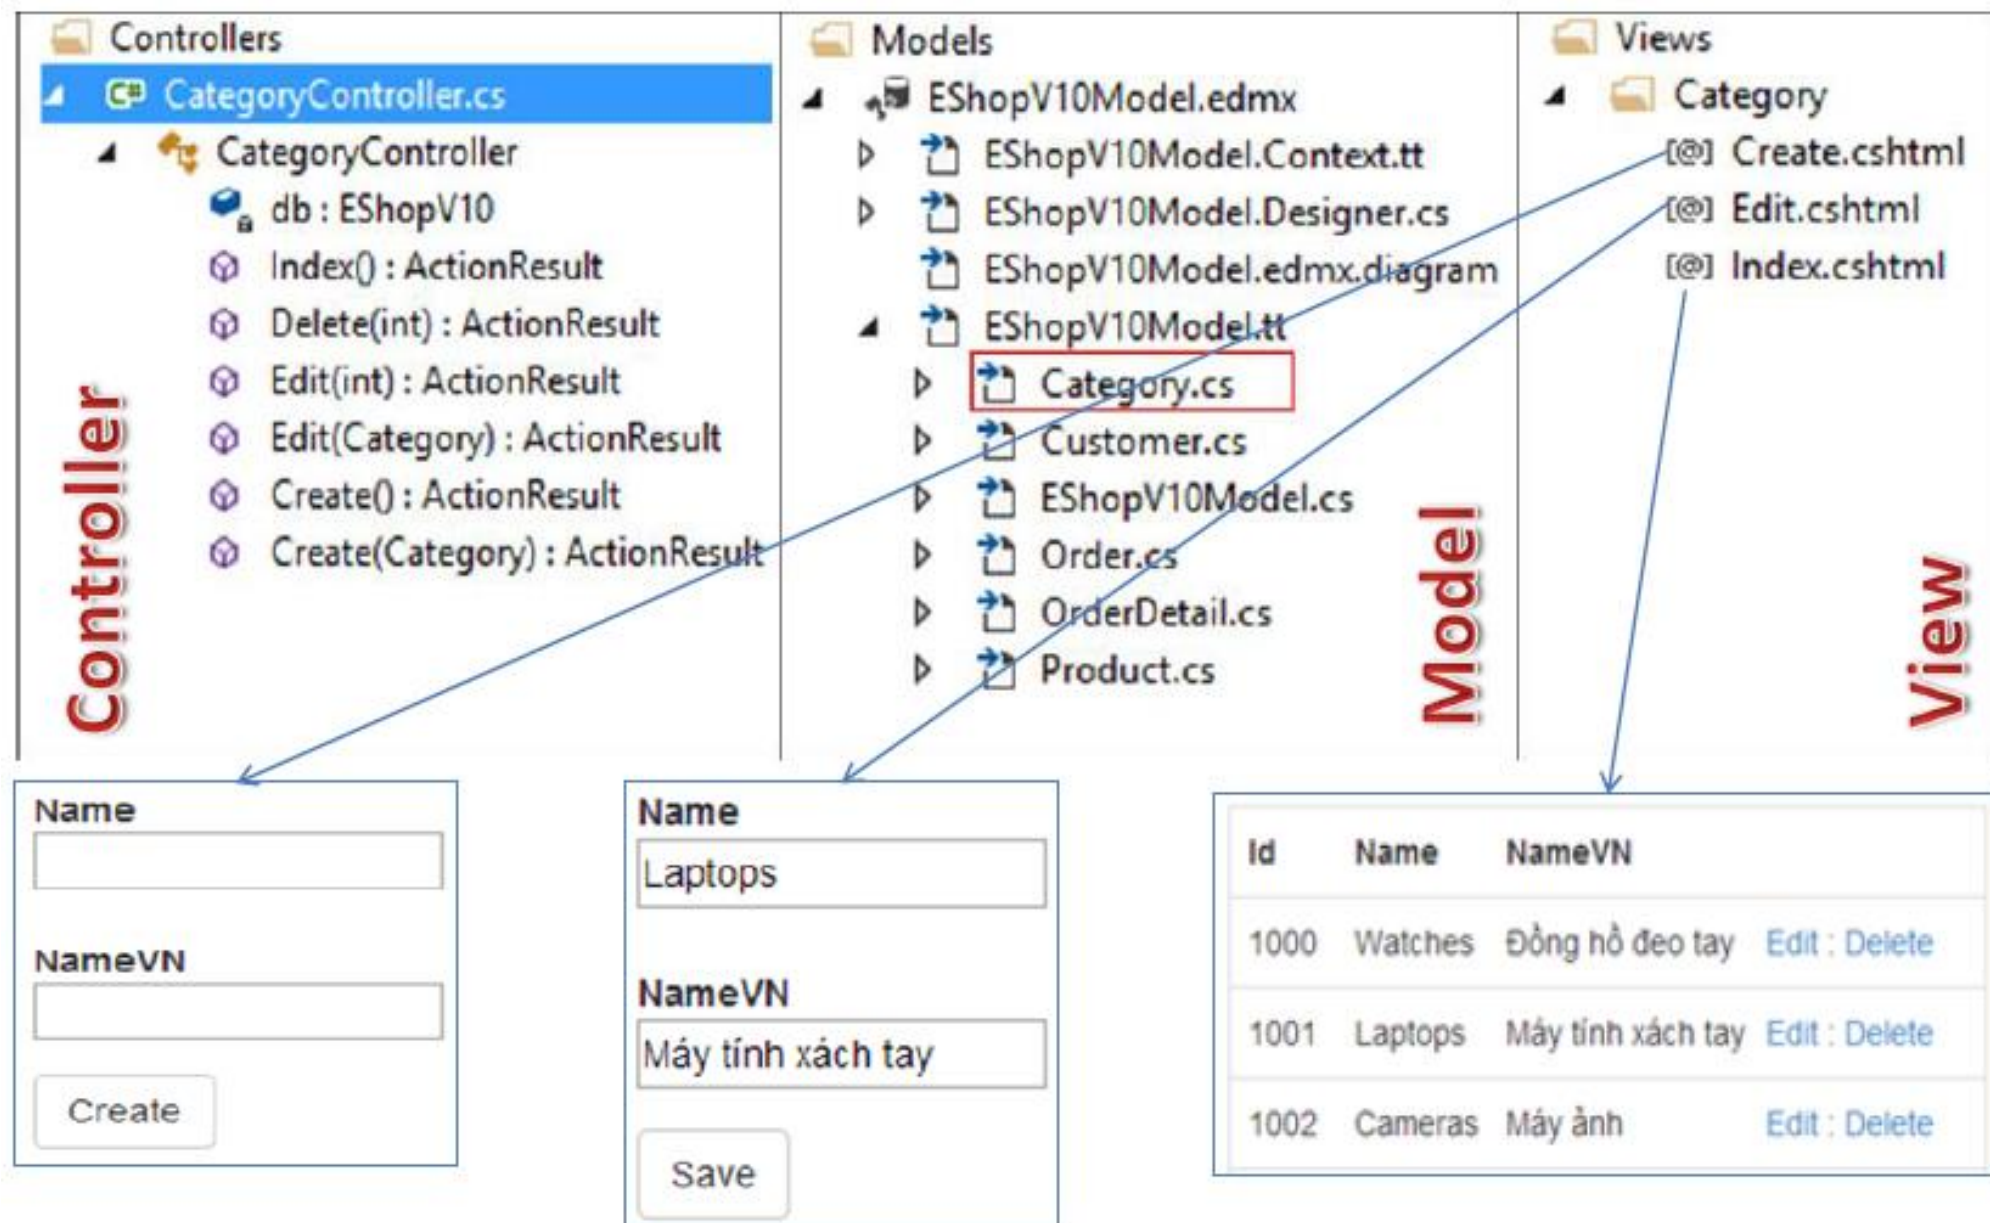 Controllers
CategoryController.cs
CategoryController
db : EShopV10
Index() : ActionResult
Delete(int) : ActionResult
Edit(int) : ActionResult
Edit(Category) : ActionResult
Create() : ActionResult
Create(Category) : ActionResult
Controller
Models
EShopV10Model.edmx
EShopV10Model.Context.tt
EShopV10Model.Designer.cs
EShopV10Model.edmx.diagram
EShopV10Model.tt
Category.cs
Customer.cs
EShopV10Model.cs
Order.cs
OrderDetail.cs
Product.cs
Model
Views
Category
[@] Create.cshtml
[@] Edit.cshtml
[@] Index.cshtml
View
Name
NameVN
Create
Name
Laptops
NameVN
Máy tính xách tay
Save
Id Name NameVN
1000 Watches Đồng hồ đeo tay Edit : Delete
1001 Laptops Máy tính xách tay Edit : Delete
1002 Cameras Máy ảnh Edit : Delete